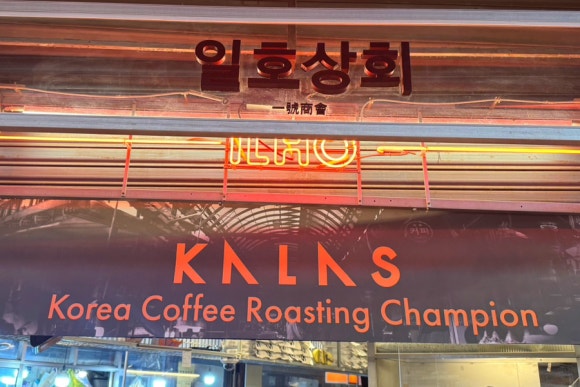 일호상회
一號商會
ILHO
KALAS
Korea Coffee Roasting Champion